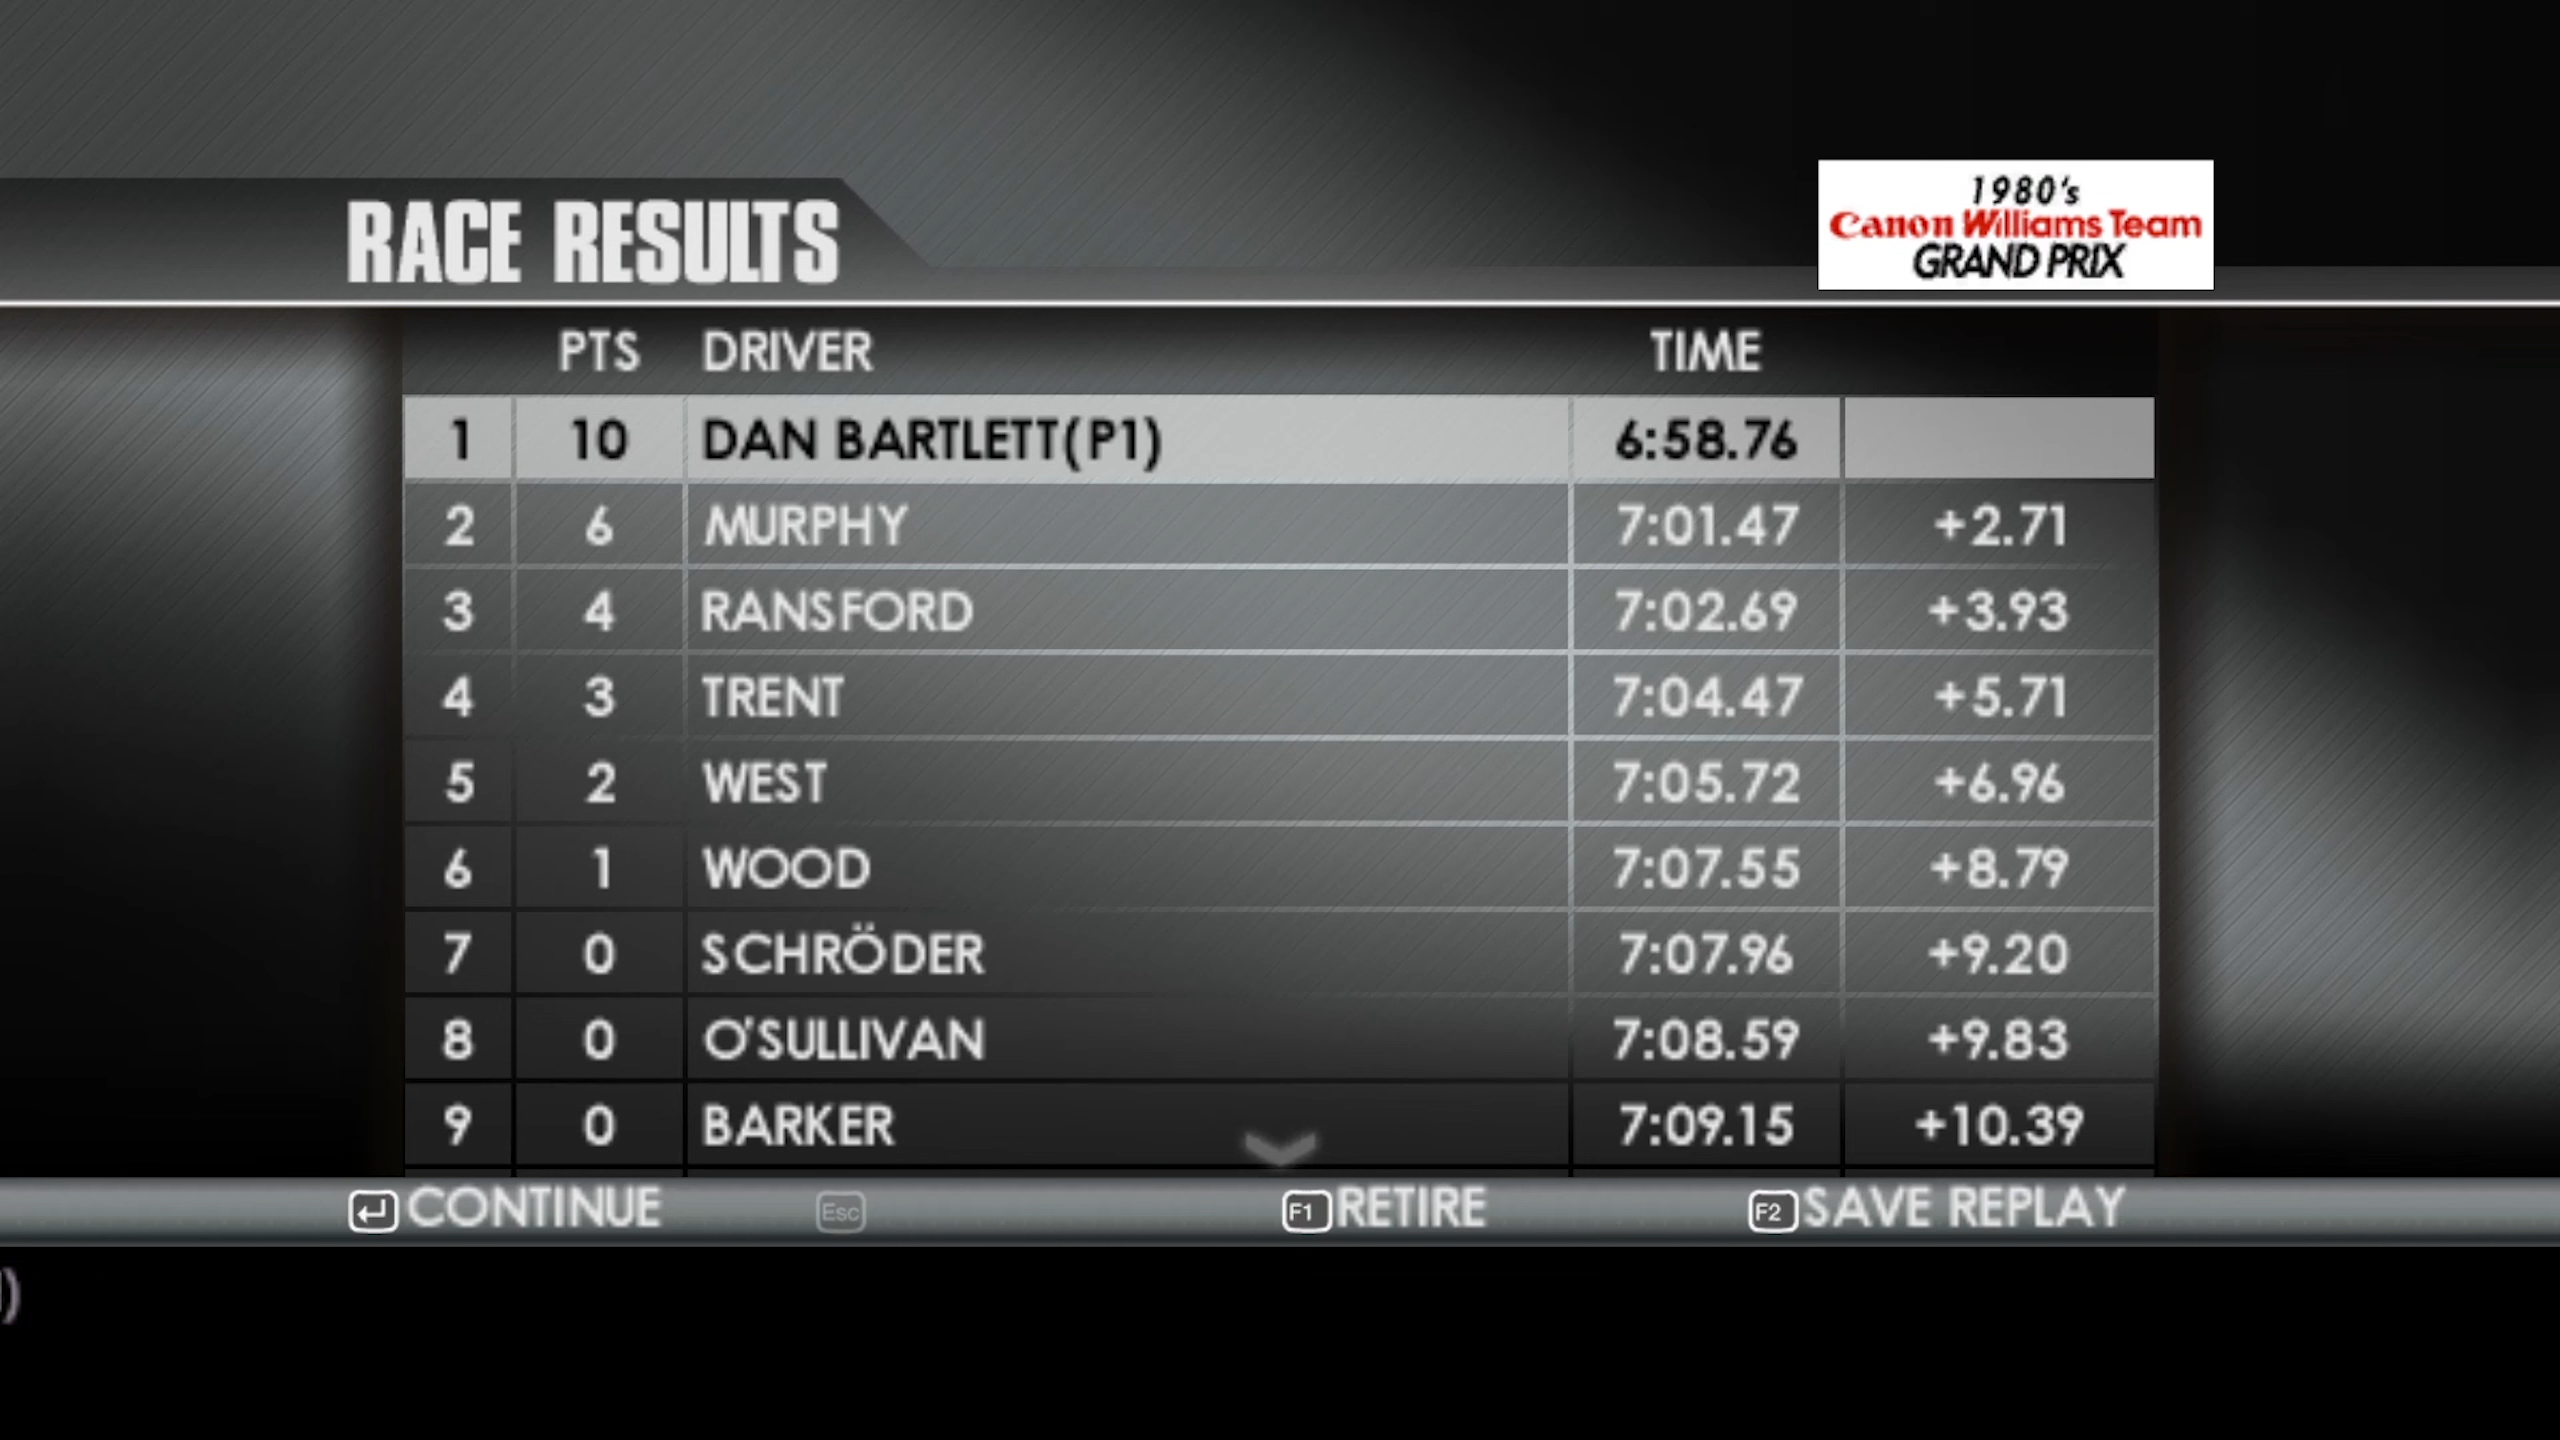 1980's
Canon Williams Team
GRAND PRIX
RACE RESULTS
PTS DRIVER TIME
1 10 DAN BARTLETT(P1) 6:58.76
2 6 MURPHY 7:01.47 +2.71
3 4 RANSFORD 7:02.69 +3.93
4 3 TRENT 7:04.47 +5.71
5 2 WEST 7:05.72 +6.96
6 1 WOOD 7:07.55 +8.79
7 0 SCHRÖDER 7:07.96 +9.20
8 0 O'SULLIVAN 7:08.59 +9.83
9 0 BARKER 7:09.15 +10.39
CONTINUE Esc F1 RETIRE F2 SAVE REPLAY